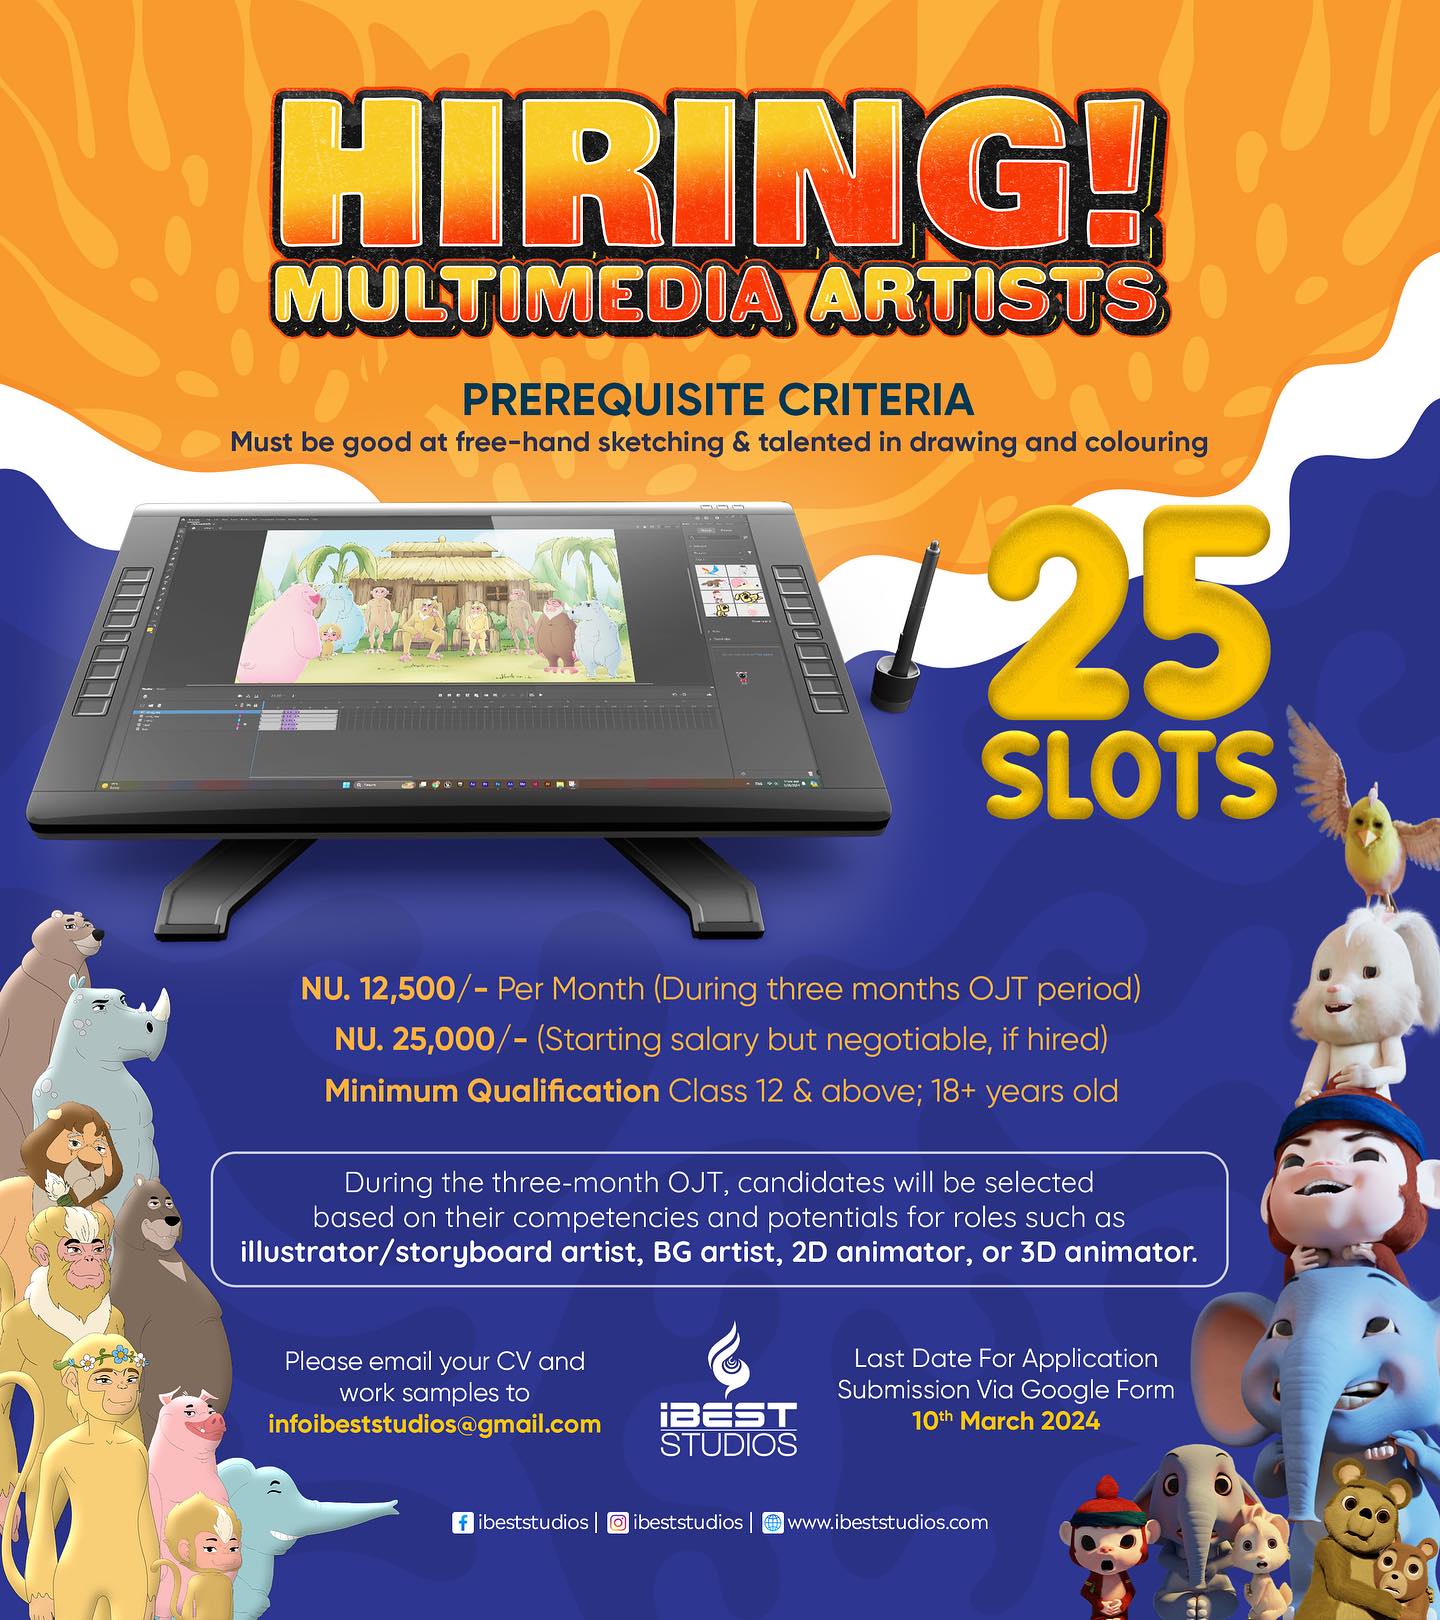 HIRING!
MULTIMEDIA ARTISTS
PREREQUISITE CRITERIA
Must be good at free-hand sketching & talented in drawing and colouring
25
SLOTS
NU. 12,500/- Per Month (During three months OJT period)
NU. 25,000/- (Starting salary but negotiable, if hired)
Minimum Qualification Class 12 & above; 18+ years old
During the three-month OJT, candidates will be selected
based on their competencies and potentials for roles such as
illustrator/storyboard artist, BG artist, 2D animator, or 3D animator.
Please email your CV and
work samples to
infoibeststudios@gmail.com
iBEST
STUDIOS
Last Date For Application
Submission Via Google Form
10th March 2024
ibeststudios | ibeststudios | www.ibeststudios.com